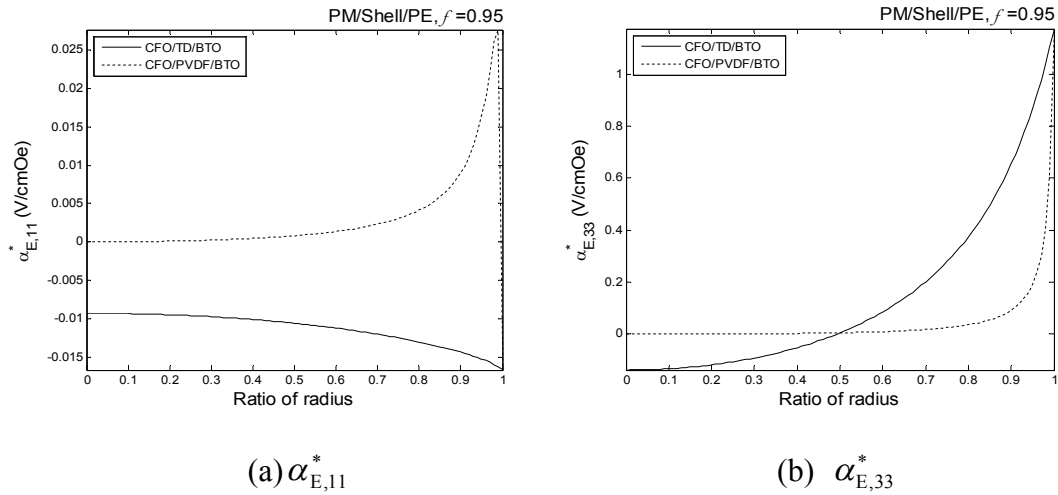 PM/Shell/PE, f=0.95
CFO/TD/BTO
CFO/PVDF/BTO
0.025
0.02
0.015
0.01
0.005
0
-0.005
-0.01
-0.015
α*E,11 (V/cmOe)
0 0.1 0.2 0.3 0.4 0.5 0.6 0.7 0.8 0.9 1
Ratio of radius
(a) α*E,11
PM/Shell/PE, f=0.95
CFO/TD/BTO
CFO/PVDF/BTO
1
0.8
0.6
0.4
0.2
0
α*E,33 (V/cmOe)
0 0.1 0.2 0.3 0.4 0.5 0.6 0.7 0.8 0.9 1
Ratio of radius
(b) α*E,33